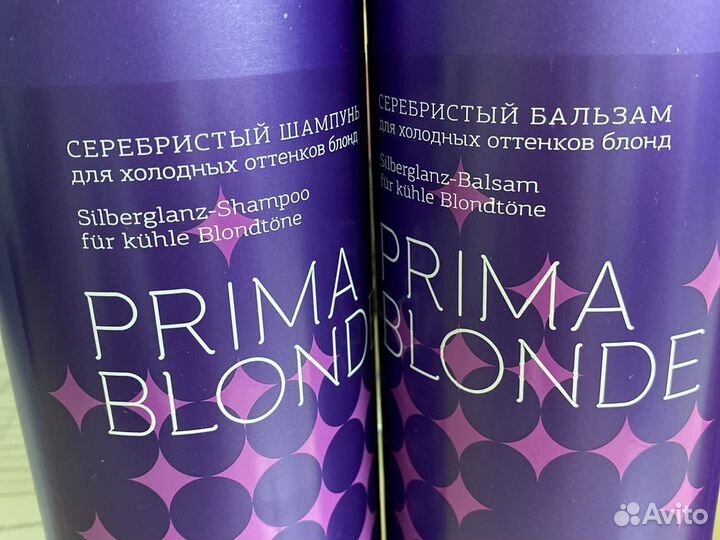 СЕРЕБРИСТЫЙ ШАМПУНЬ
для холодных оттенков блонд
Silberglanz-Shampoo
für kühle Blondtöne
PRIMA
BLOND
СЕРЕБРИСТЫЙ БАЛЬЗАМ
для холодных оттенков блонд
Silberglanz-Balsam
für kühle Blondtöne
PRIMA
BLONDE
Avito